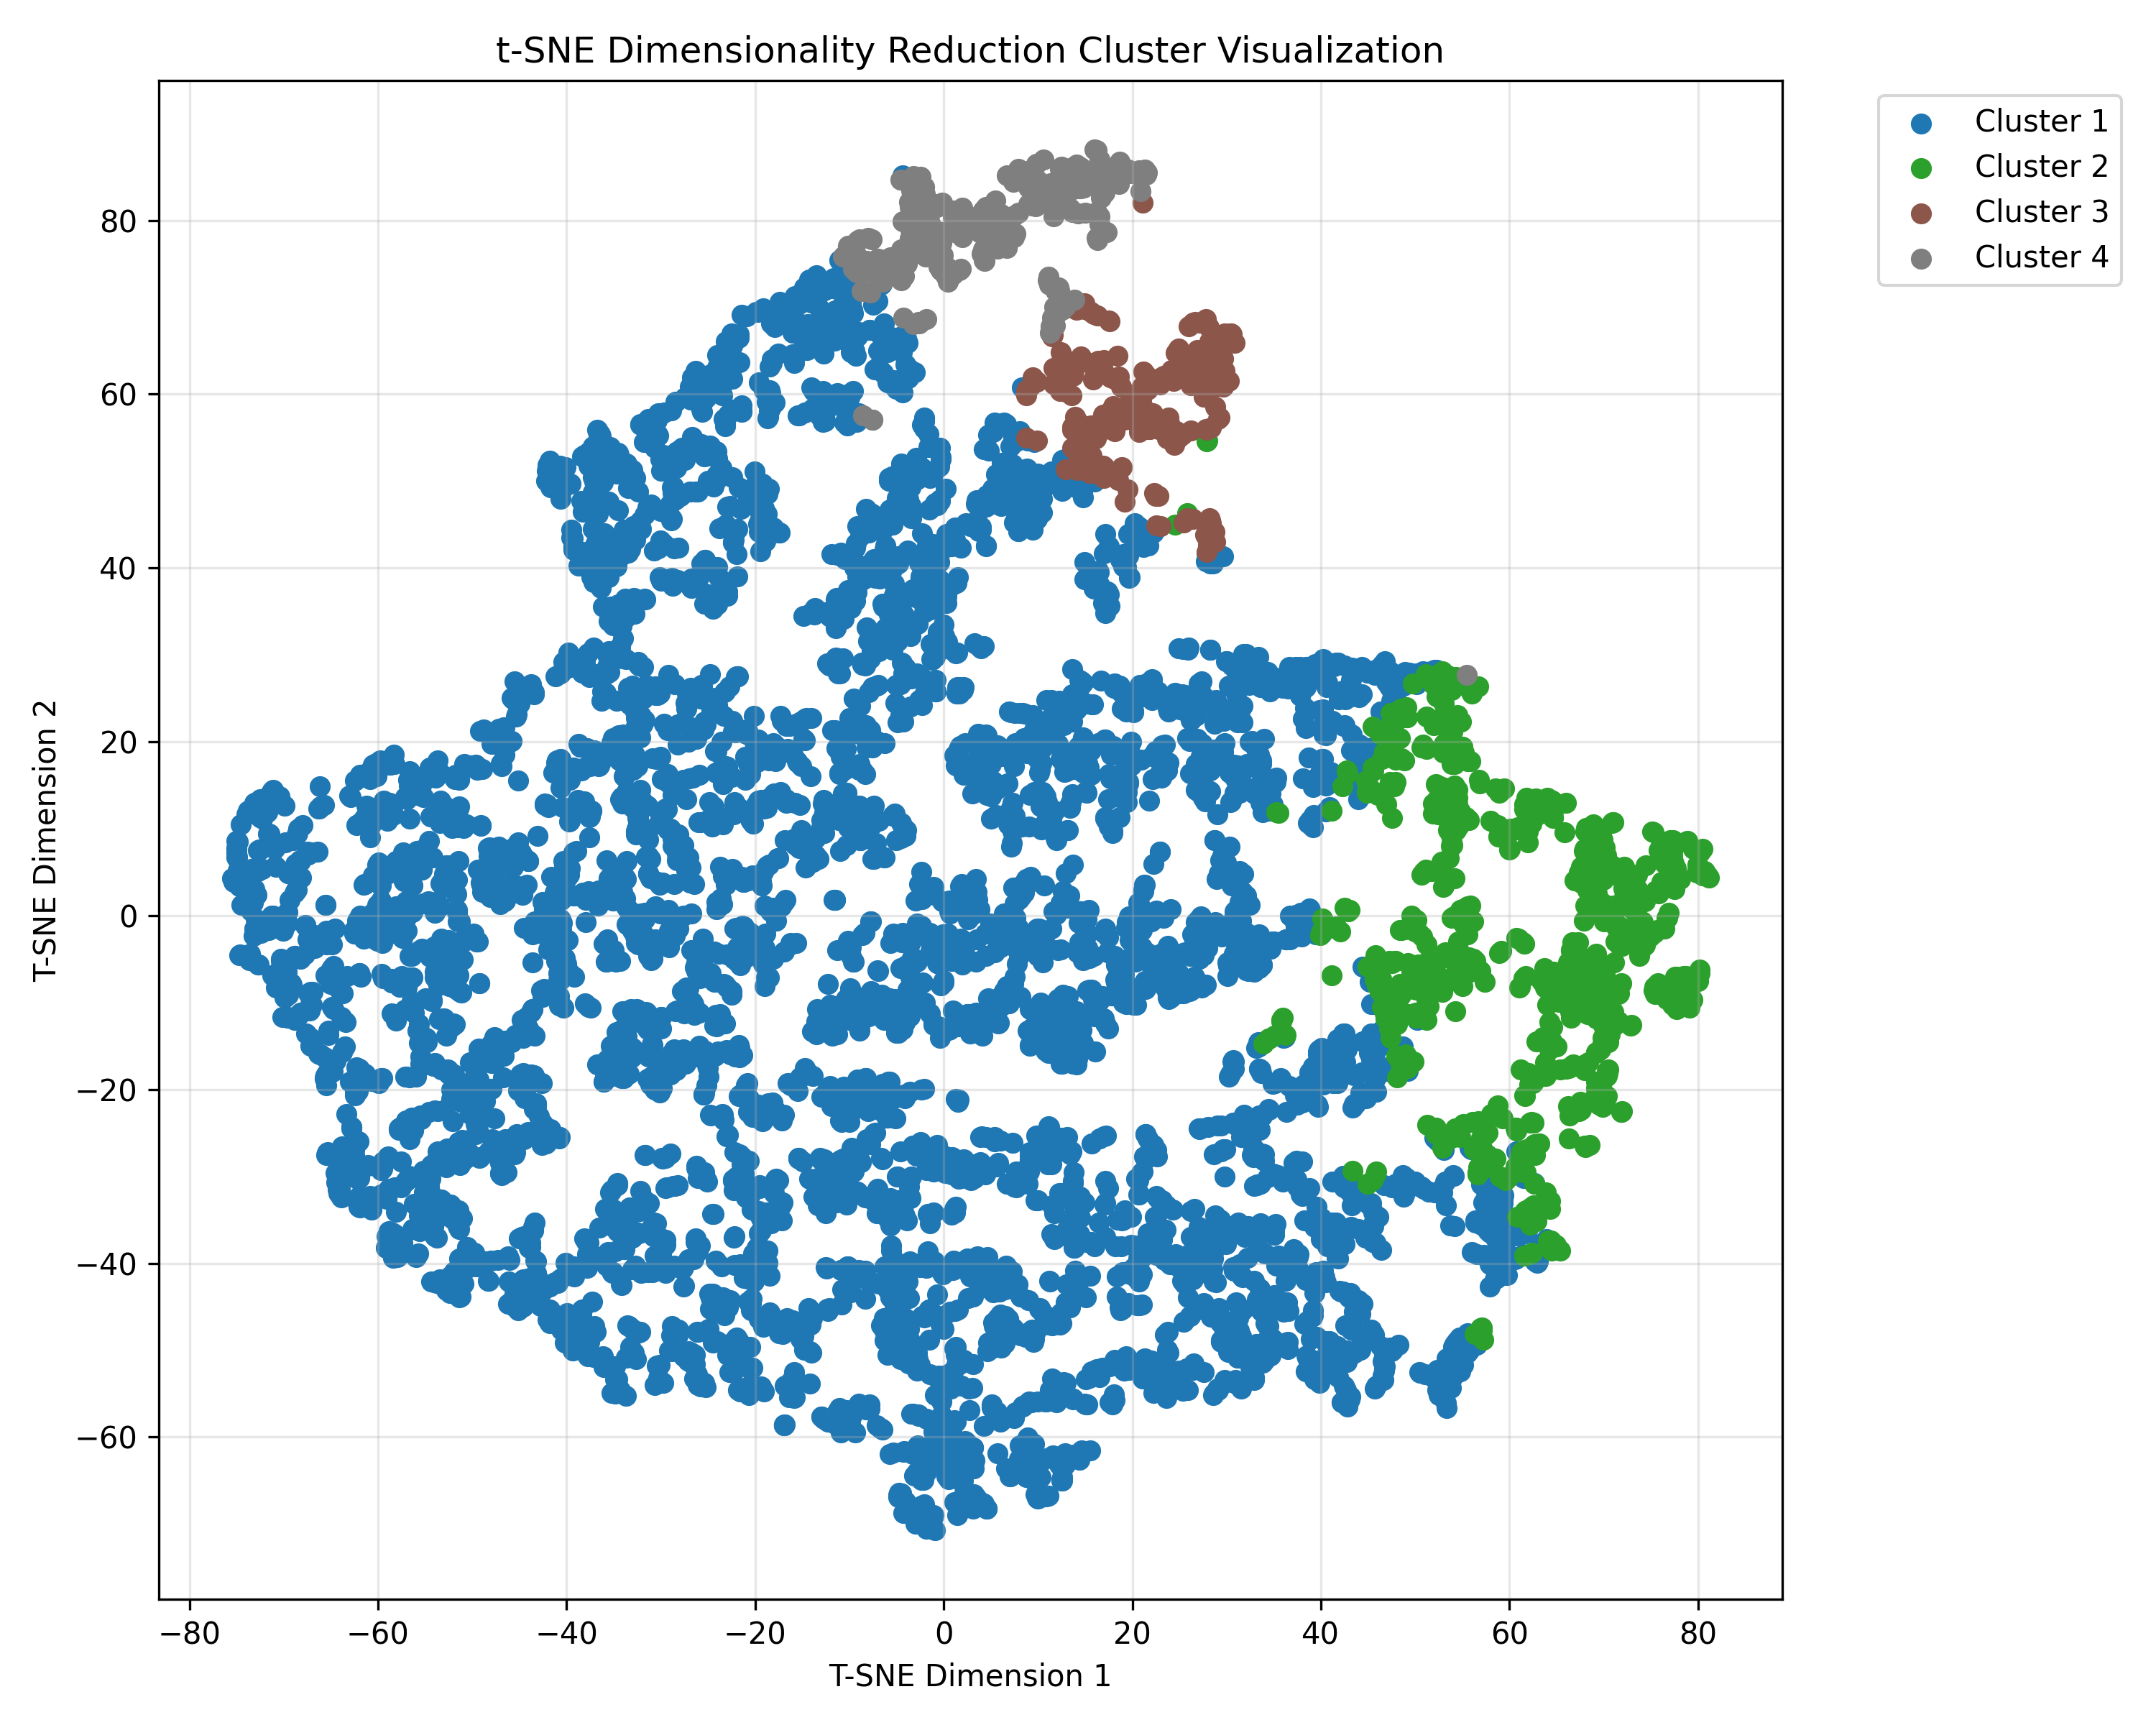 t-SNE Dimensionality Reduction Cluster Visualization
Cluster 1
Cluster 2
Cluster 3
Cluster 4
T-SNE Dimension 2
80
60
40
20
0
−20
−40
−60
−80 −60 −40 −20 0 20 40 60 80
T-SNE Dimension 1